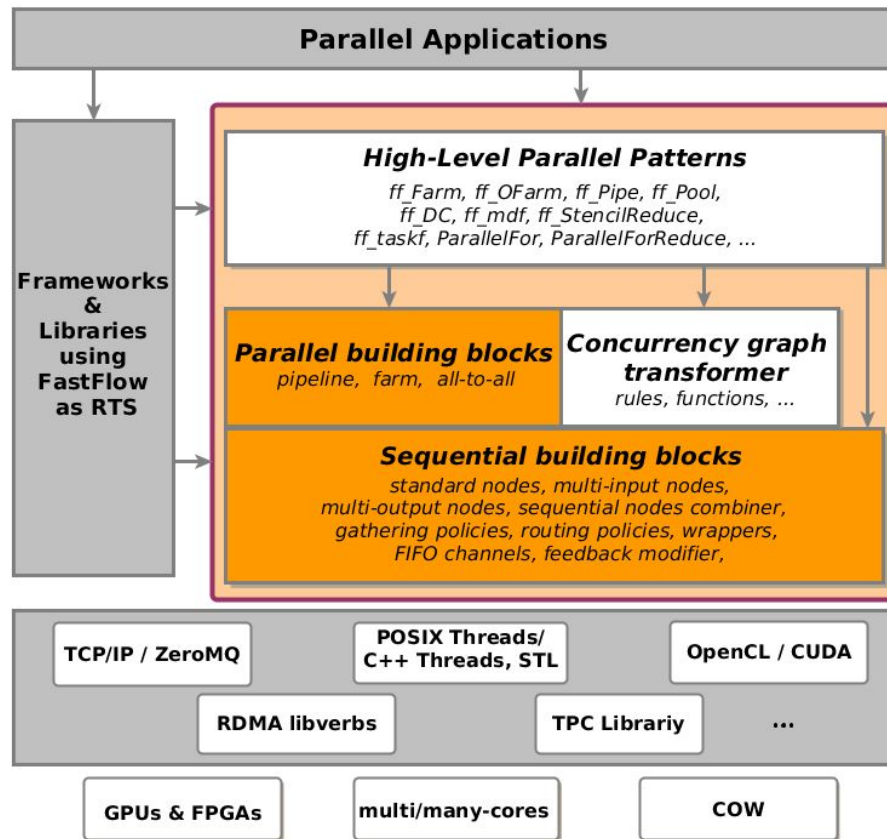 Parallel Applications
Frameworks
&
Libraries
using
FastFlow
as RTS
High-Level Parallel Patterns
ff_Farm, ff_OFarm, ff_Pipe, ff_Pool,
ff_DC, ff_mdf, ff_StencilReduce,
ff_taskf, ParallelFor, ParallelForReduce, ...
Parallel building blocks
pipeline, farm, all-to-all
Concurrency graph
transformer
rules, functions, ...
Sequential building blocks
standard nodes, multi-input nodes,
multi-output nodes, sequential nodes combiner,
gathering policies, routing policies, wrappers,
FIFO channels, feedback modifier,
TCP/IP / ZeroMQ
POSIX Threads/
C++ Threads, STL
OpenCL / CUDA
RDMA libverbs
TPC Librariy
...
GPUs & FPGAs
multi/many-cores
COW